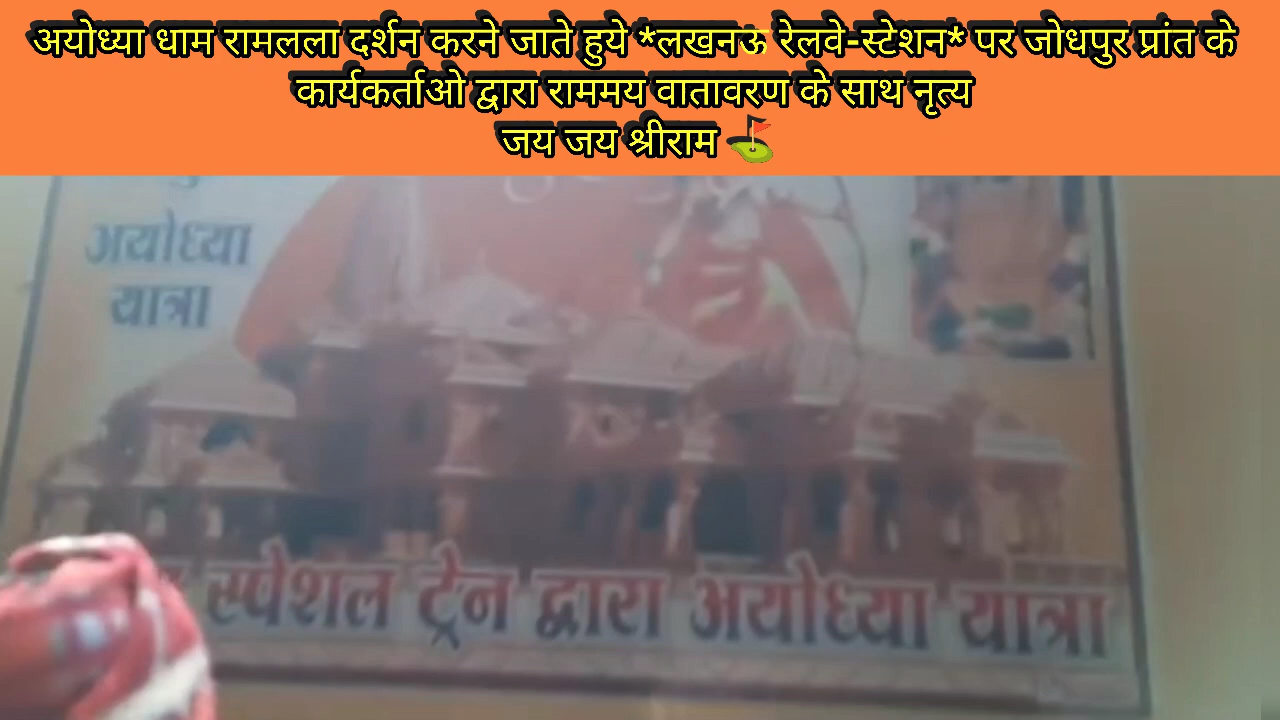 अयोध्या धाम रामलला दर्शन करने जाते हुये *लखनऊ रेलवे-स्टेशन* पर जोधपुर प्रांत के
कार्यकर्ताओ द्वारा राममय वातावरण के साथ नृत्य
जय जय श्रीराम ⛳
अयोध्या
यात्रा
स्पेशल ट्रेन द्वारा अयोध्या यात्रा